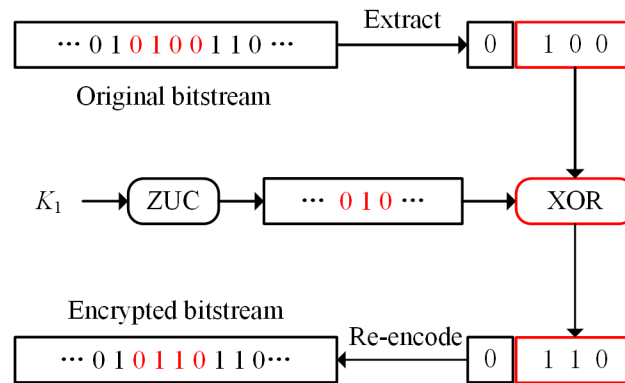 Extract
··· 0 1 0 1 0 0 1 1 0 ···
0
1 0 0
Original bitstream
K1
ZUC
··· 0 1 0 ···
XOR
Encrypted bitstream
Re-encode
··· 0 1 0 1 1 0 1 1 0···
0
1 1 0